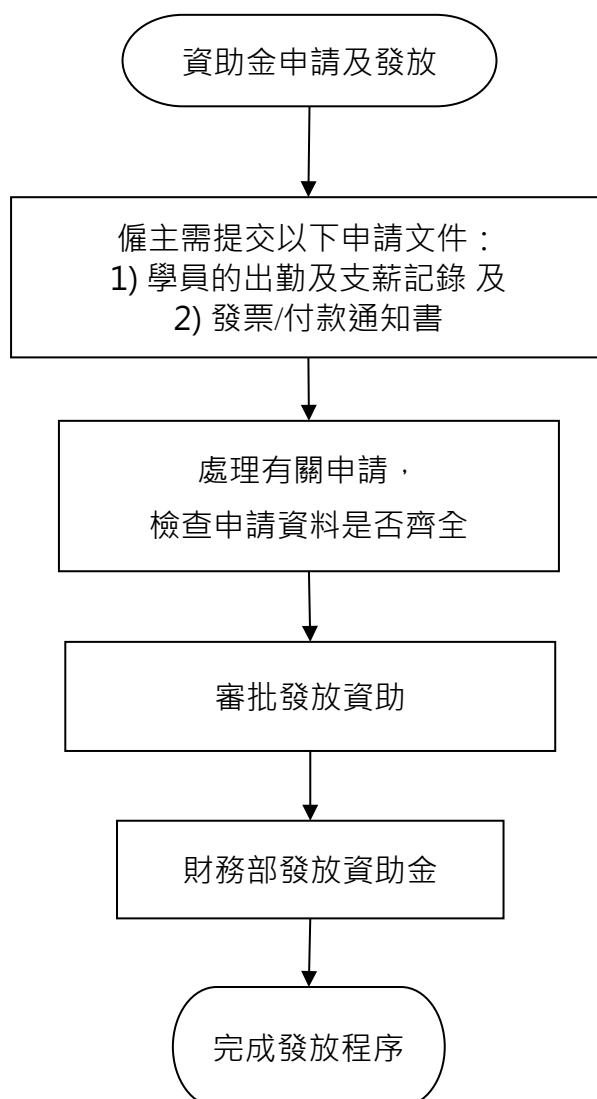 資助金申請及發放
僱主需提交以下申請文件：
1) 學員的出勤及支薪記錄 及
2) 發票/付款通知書
處理有關申請，
檢查申請資料是否齊全
審批發放資助
財務部發放資助金
完成發放程序